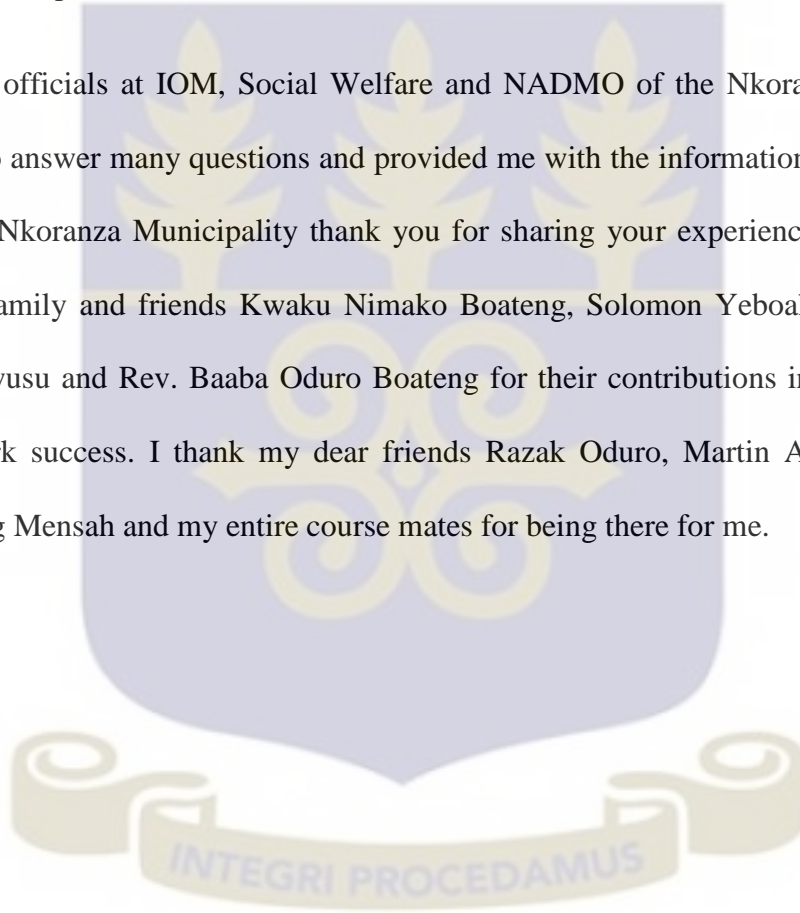 officials at IOM, Social Welfare and NADMO of the Nkora
answer many questions and provided me with the information
Nkoranza Municipality thank you for sharing your experienc
amily and friends Kwaku Nimako Boateng, Solomon Yeboa
usu and Rev. Baaba Oduro Boateng for their contributions in
k success. I thank my dear friends Razak Oduro, Martin A
g Mensah and my entire course mates for being there for me.
INTEGRI PROCEDAMUS